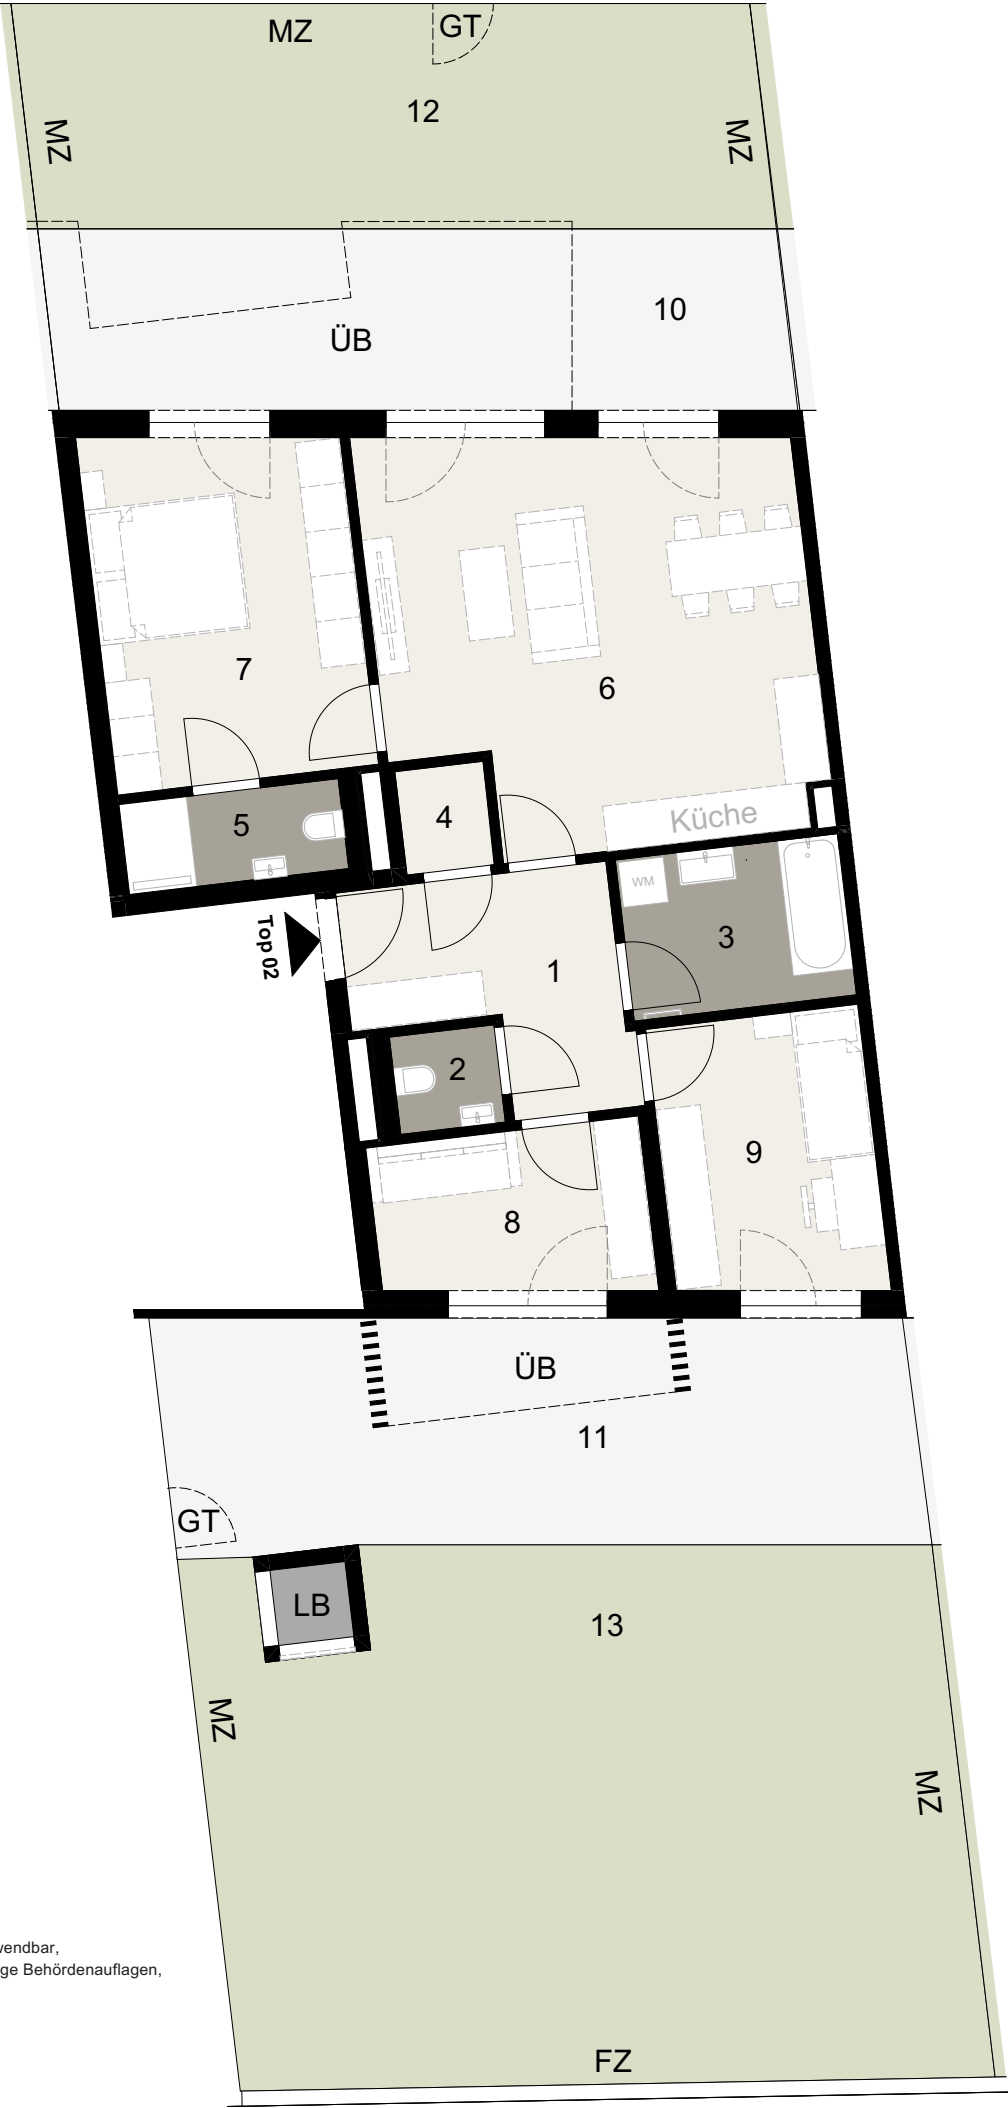 MZ
GT
12
MZ
MZ
10
ÜB
7
6
5
4
Küche
WM
3
Top 02
1
2
9
8
ÜB
11
GT
LB
13
MZ
MZ
wendbar,
ge Behördenauflagen,
FZ